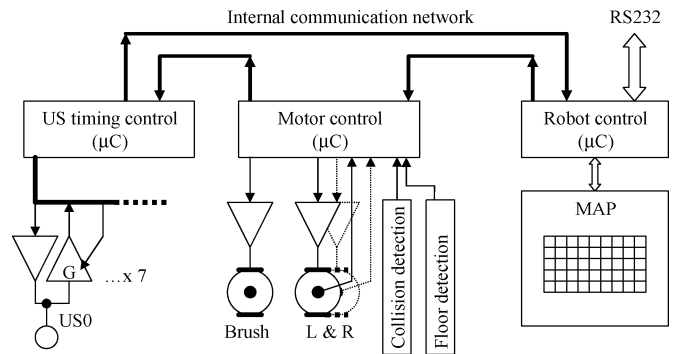 Internal communication network
RS232
US timing control
(µC)
Motor control
(µC)
Robot control
(µC)
MAP
Collision detection
Floor detection
G
...x 7
US0
Brush
L & R